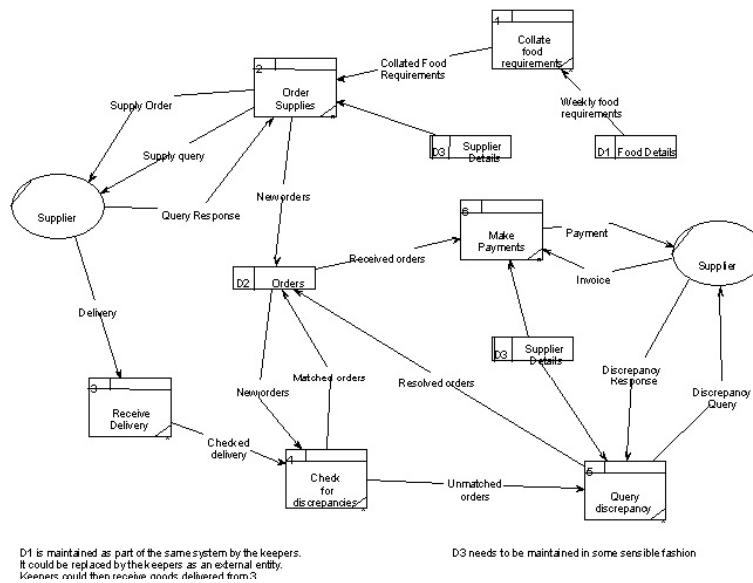 1
Collate
food
requirements
Collated Food
Requirements
2
Order
Supplies
Supply Order
Weekly food
requirements
Supply query
D3
Supplier
Details
D1
Food Details
Supplier
Query Response
New orders
6
Make
Payments
Payment
Supplier
Received orders
Invoice
D2
Orders
Delivery
D3
Supplier
Details
Discrepancy
Response
Discrepancy
Query
3
Receive
Delivery
New orders
Matched orders
Resolved orders
Checked
delivery
4
Check
for
discrepancies
Unmatched
orders
5
Query
discrepancy
D1 is maintained as part of the same system by the keepers.
It could be replaced by the keepers as an external entity.
Keepers could then receive goods delivered from 3
D3 needs to be maintained in some sensible fashion